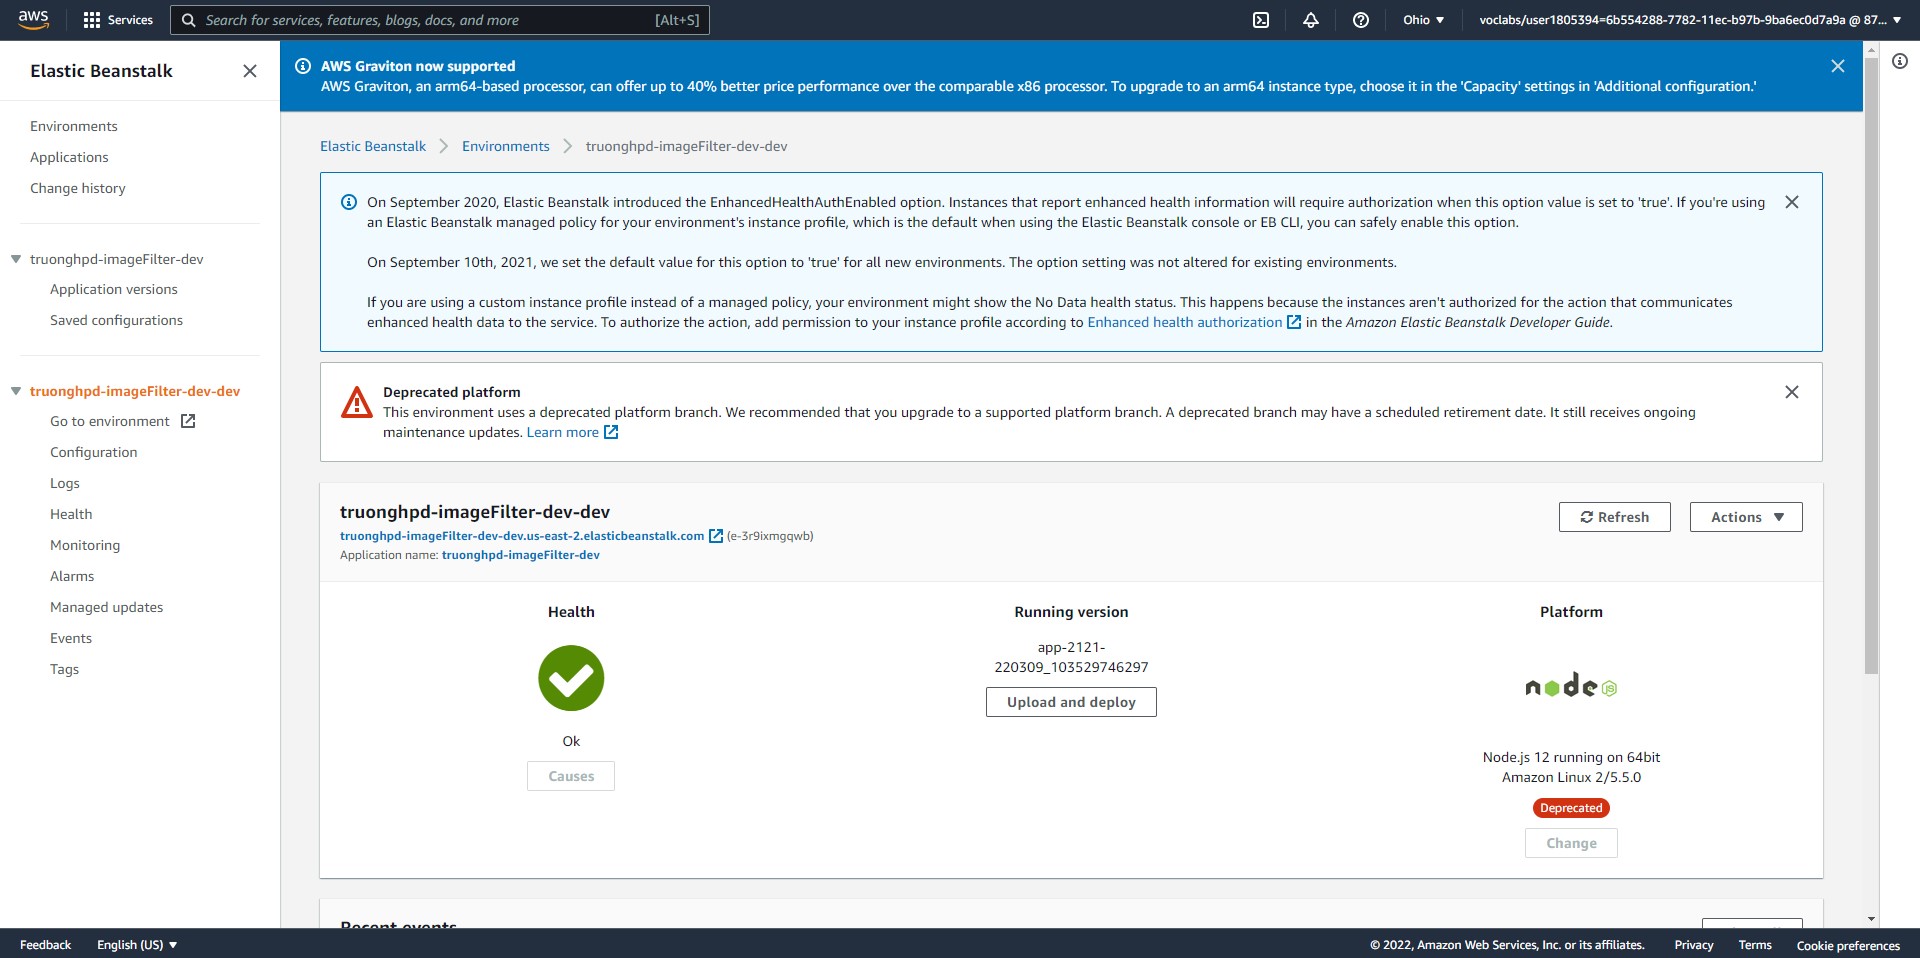 aws
Services
Search for services, features, blogs, docs, and more
[Alt+S]
Ohio
voclabs/user1805394=6b554288-7782-11ec-b97b-9ba6ec0d7a9a @ 87...
Elastic Beanstalk
Environments
Applications
Change history
truonghpd-imageFilter-dev
Application versions
Saved configurations
truonghpd-imageFilter-dev-dev
Go to environment
Configuration
Logs
Health
Monitoring
Alarms
Managed updates
Events
Tags
AWS Graviton now supported
AWS Graviton, an arm64-based processor, can offer up to 40% better price performance over the comparable x86 processor. To upgrade to an arm64 instance type, choose it in the 'Capacity' settings in 'Additional configuration.'
Elastic Beanstalk
Environments
truonghpd-imageFilter-dev-dev
On September 2020, Elastic Beanstalk introduced the EnhancedHealthAuthEnabled option. Instances that report enhanced health information will require authorization when this option value is set to 'true'. If you're using
an Elastic Beanstalk managed policy for your environment's instance profile, which is the default when using the Elastic Beanstalk console or EB CLI, you can safely enable this option.
On September 10th, 2021, we set the default value for this option to 'true' for all new environments. The option setting was not altered for existing environments.
If you are using a custom instance profile instead of a managed policy, your environment might show the No Data health status. This happens because the instances aren't authorized for the action that communicates
enhanced health data to the service. To authorize the action, add permission to your instance profile according to Enhanced health authorization in the Amazon Elastic Beanstalk Developer Guide.
Deprecated platform
This environment uses a deprecated platform branch. We recommended that you upgrade to a supported platform branch. A deprecated branch may have a scheduled retirement date. It still receives ongoing
maintenance updates. Learn more
truonghpd-imageFilter-dev-dev
truonghpd-imageFilter-dev-dev.us-east-2.elasticbeanstalk.com (e-3r9ixmgqwb)
Application name: truonghpd-imageFilter-dev
Refresh
Actions
Health
Ok
Causes
Running version
app-2121-
220309_103529746297
Upload and deploy
Platform
node JS
Node.js 12 running on 64bit
Amazon Linux 2/5.5.0
Deprecated
Change
Recent events
Feedback
English (US)
© 2022, Amazon Web Services, Inc. or its affiliates.
Privacy
Terms
Cookie preferences